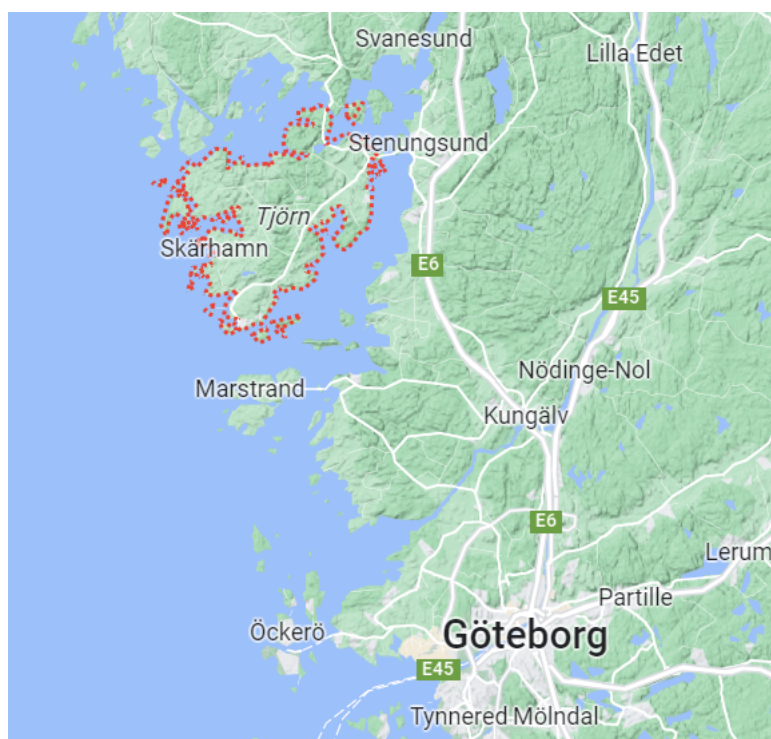 Svanesund
Lilla Edet
Stenungsund
Tjörn
Skärhamn
E6
E45
Nödinge-Nol
Marstrand
Kungälv
E6
Lerum
Partille
Öckerö
Göteborg
E45
Tynnered Mölndal